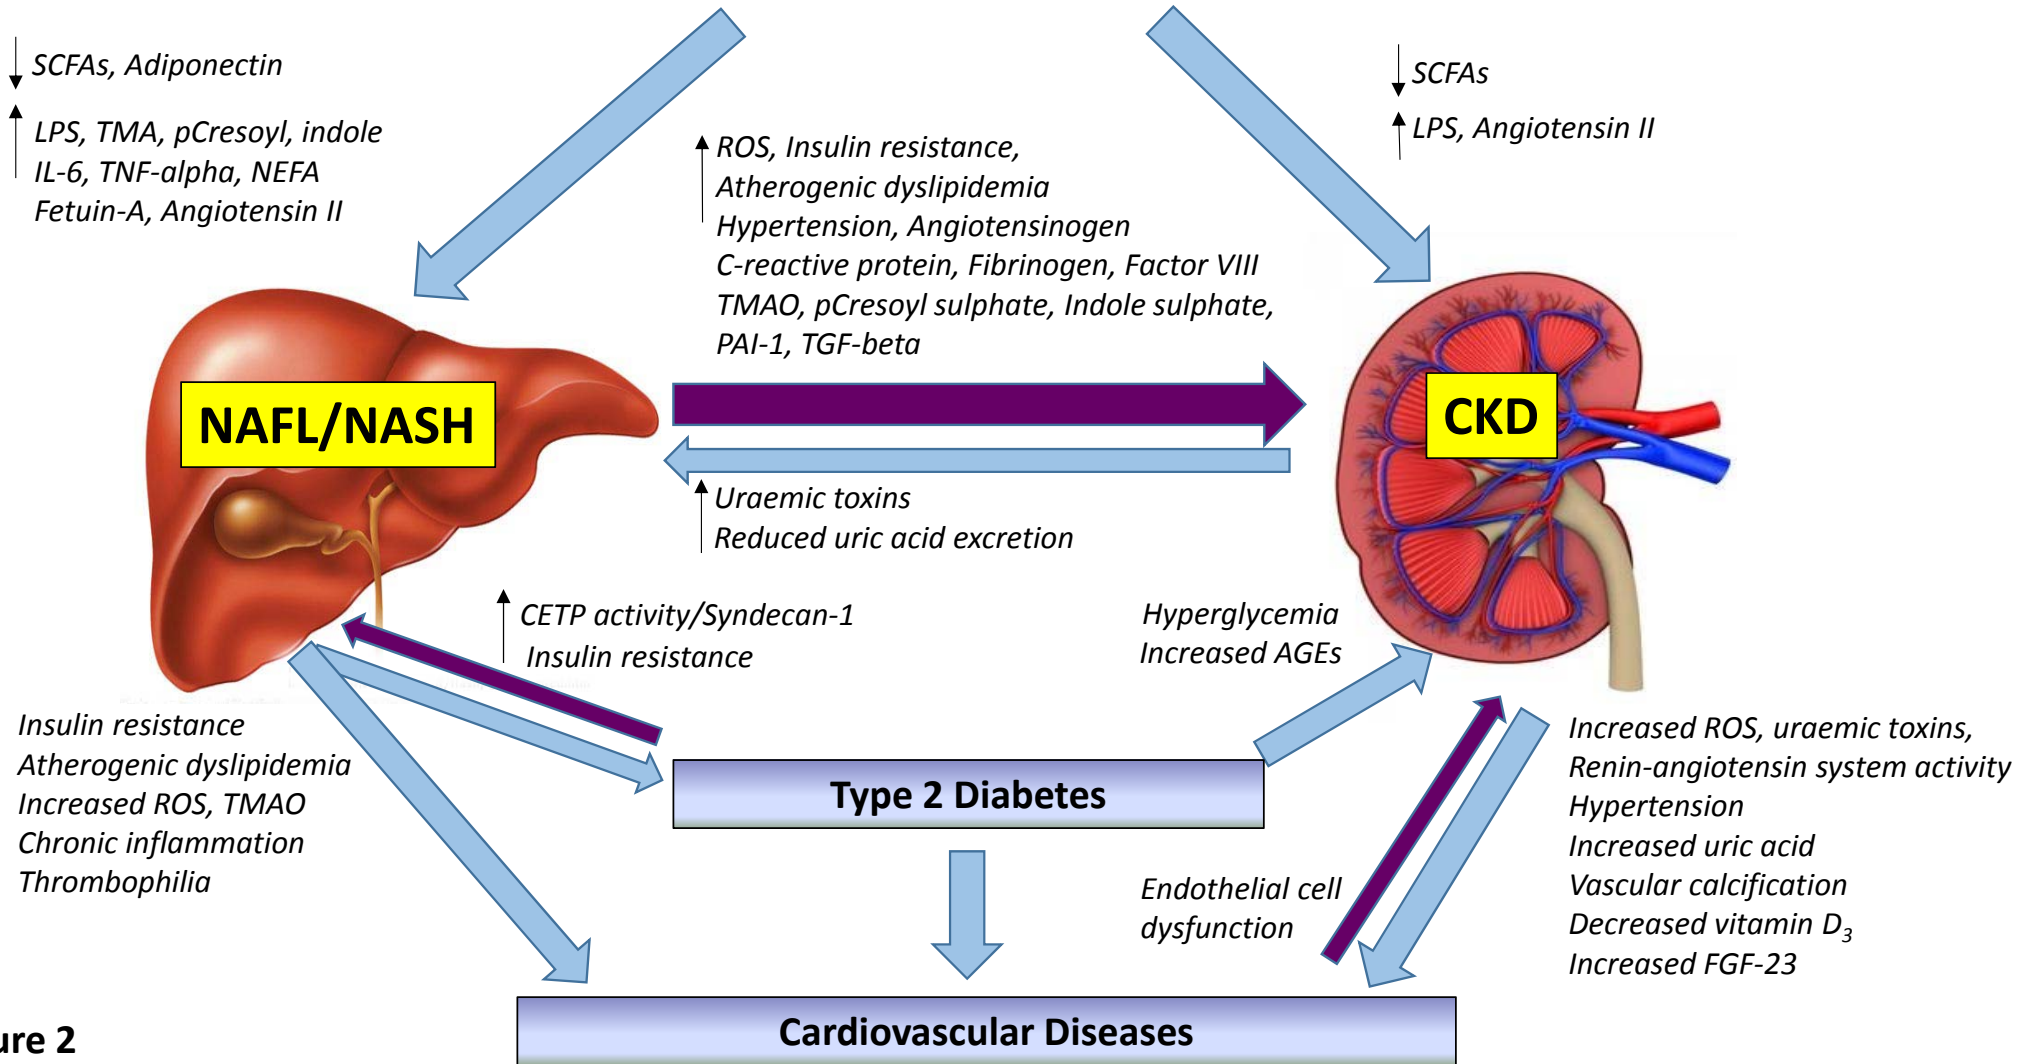 SCFAs, Adiponectin
LPS, TMA, pCresoyl, indole
IL-6, TNF-alpha, NEFA
Fetuin-A, Angiotensin II
ROS, Insulin resistance,
Atherogenic dyslipidemia
Hypertension, Angiotensinogen
C-reactive protein, Fibrinogen, Factor VIII
TMAO, pCresoyl sulphate, Indole sulphate,
PAI-1, TGF-beta
SCFAs
LPS, Angiotensin II
NAFL/NASH
CKD
Uraemic toxins
Reduced uric acid excretion
CETP activity/Syndecan-1
Insulin resistance
Hyperglycemia
Increased AGEs
Insulin resistance
Atherogenic dyslipidemia
Increased ROS, TMAO
Chronic inflammation
Thrombophilia
Type 2 Diabetes
Endothelial cell
dysfunction
Increased ROS, uraemic toxins,
Renin-angiotensin system activity
Hypertension
Increased uric acid
Vascular calcification
Decreased vitamin D₃
Increased FGF-23
Cardiovascular Diseases
ure 2